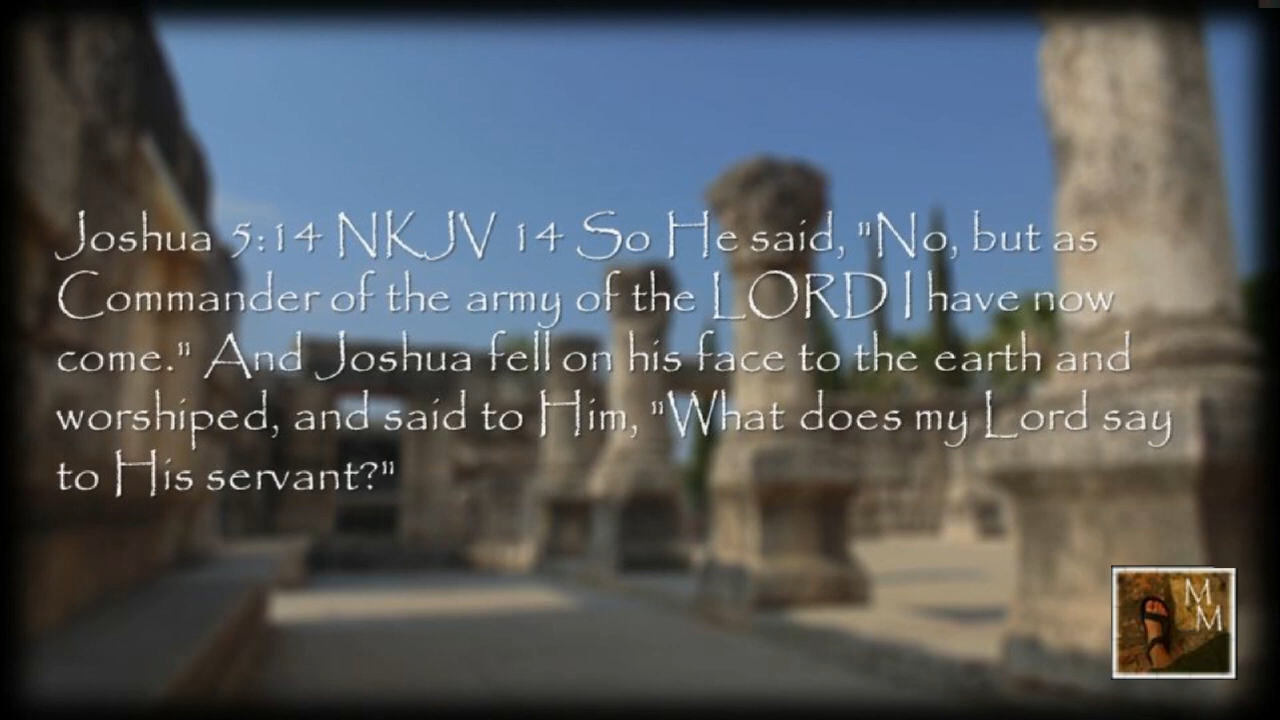 Joshua 5:14 NKJV 14 So He said, "No, but as
Commander of the army of the LORD I have now
come." And Joshua fell on his face to the earth and
worshiped, and said to Him, "What does my Lord say
to His servant?"
M
M